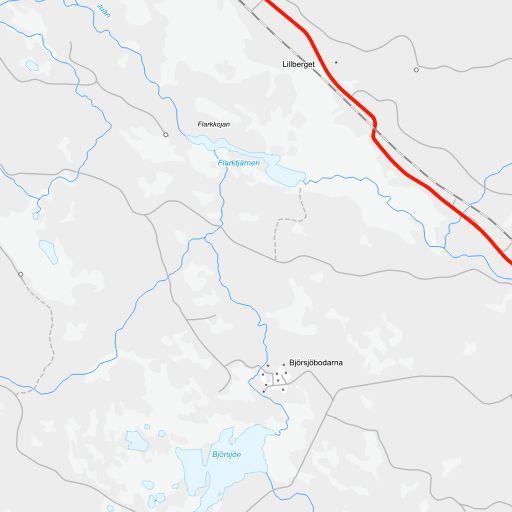 Juån
Lillberget
Flarkkojan
Flarktjärnen
Björsjöbodarna
Björsjön